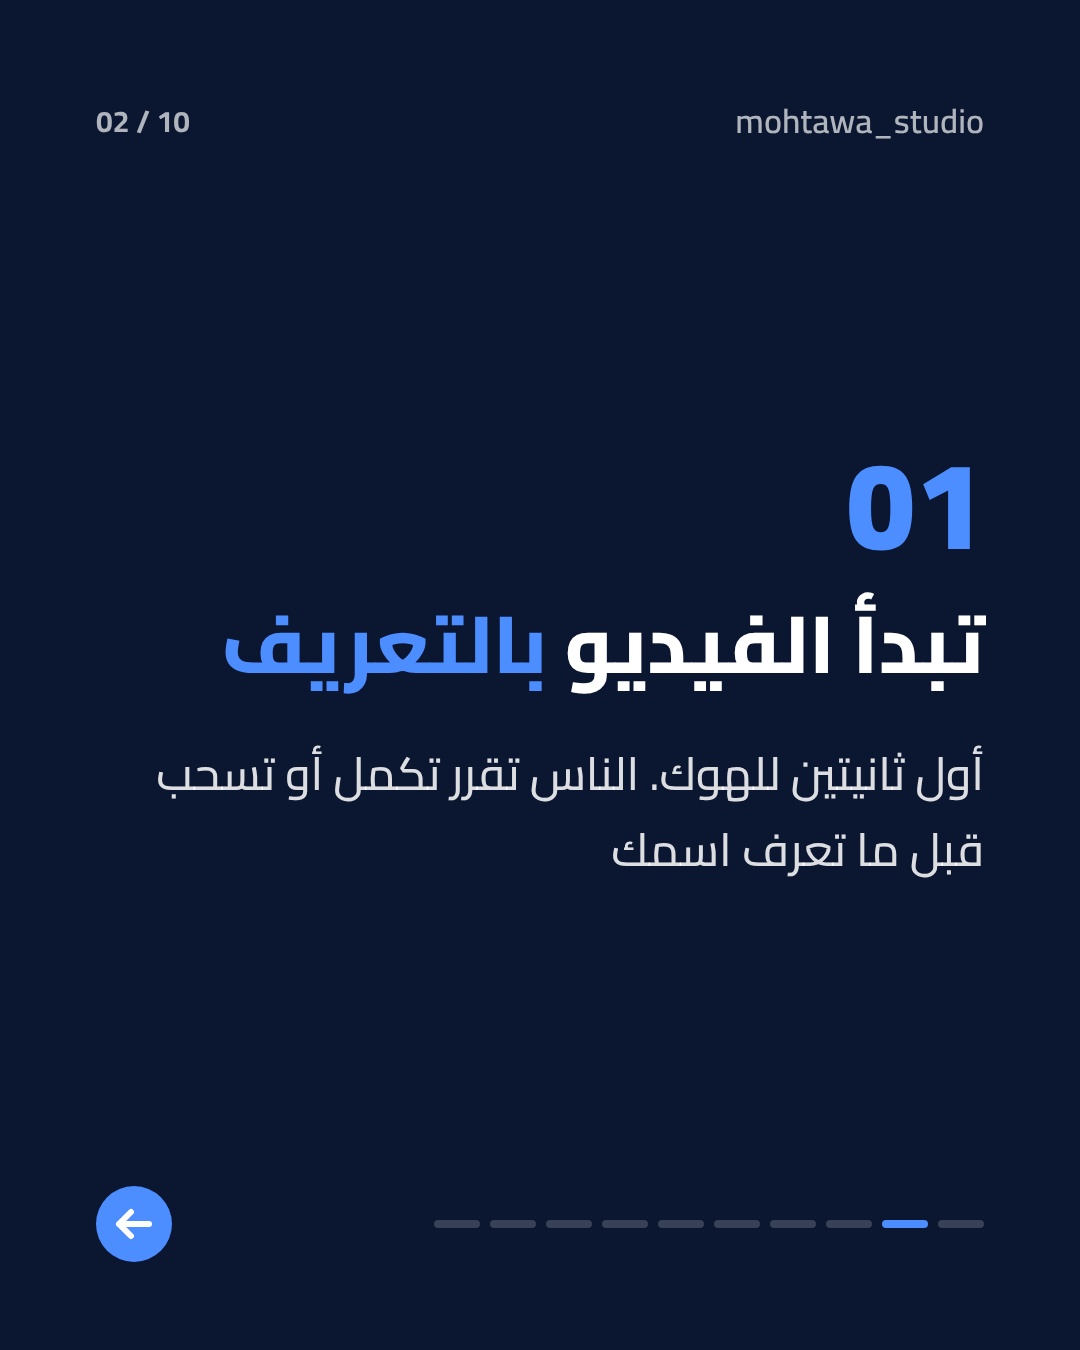 mohtawa_studio
02 / 10
01
تبدأ الفيديو بالتعريف
أول ثانيتين للهوك. الناس تقرر تكمل أو تسحب
قبل ما تعرف اسمك